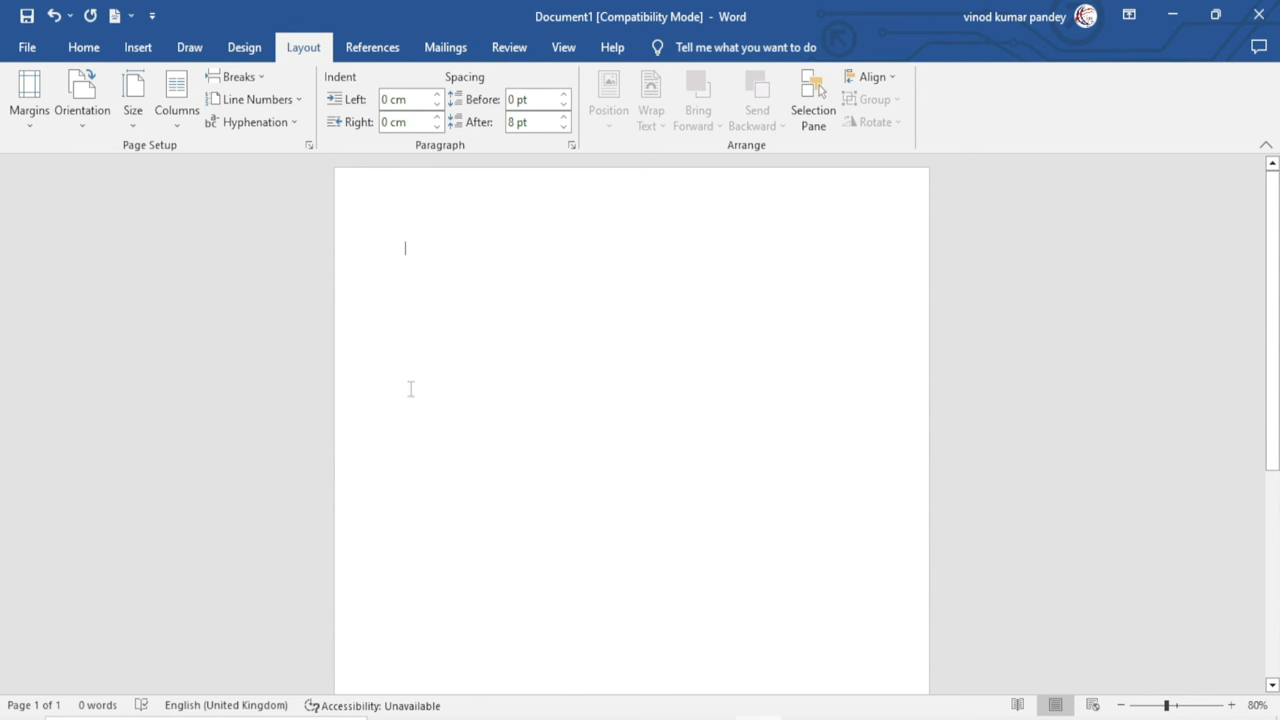 Document1 [Compatibility Mode] - Word
vinod kumar pandey
File Home Insert Draw Design Layout References Mailings Review View Help Tell me what you want to do
Margins
Orientation
Size
Columns
Breaks
Line Numbers
Hyphenation
Page Setup
Indent
Left: 0 cm
Right: 0 cm
Spacing
Before: 0 pt
After: 8 pt
Paragraph
Position
Wrap
Text
Bring
Forward
Send
Backward
Selection
Pane
Align
Group
Rotate
Arrange
Page 1 of 1 0 words English (United Kingdom) Accessibility: Unavailable 80%